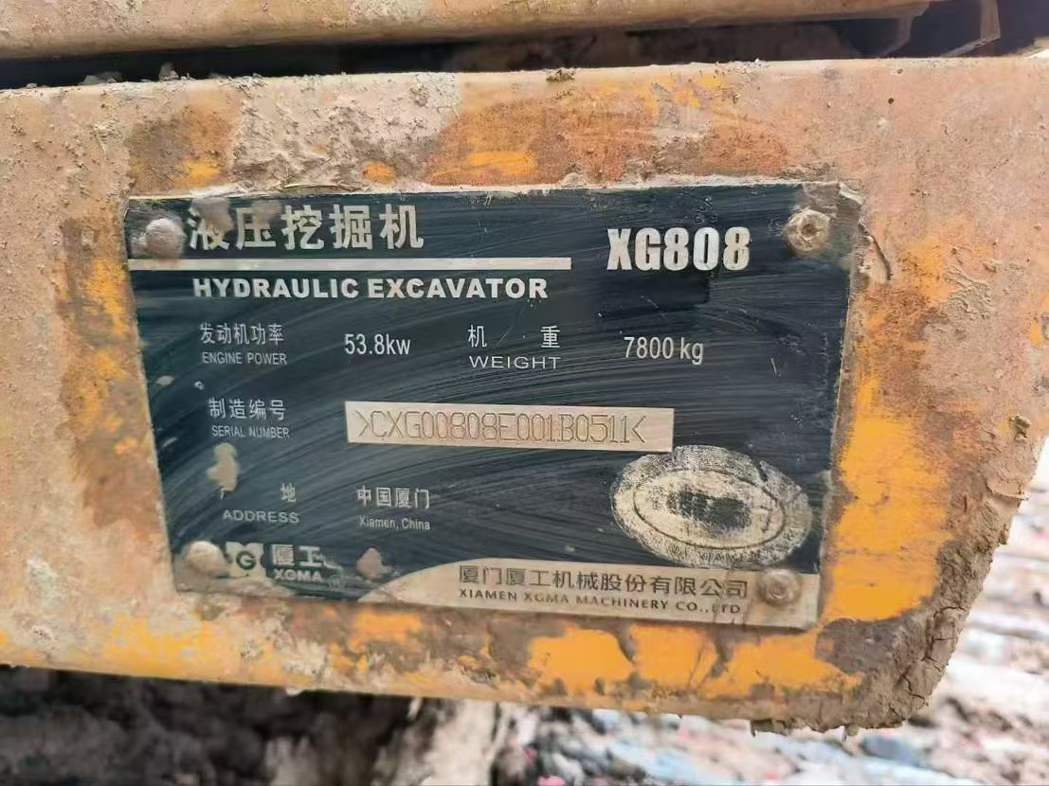 液压挖掘机
XG808
HYDRAULIC EXCAVATOR
发动机功率 53.8kw 机 重 7800 kg
ENGINE POWER WEIGHT
制造编号 >CXG00808E001B0511<
SERIAL NUMBER
地 中国厦门
ADDRESS Xiamen, China
G 厦工
XGMA
厦门厦工机械股份有限公司
XIAMEN XGMA MACHINERY CO.,LTD